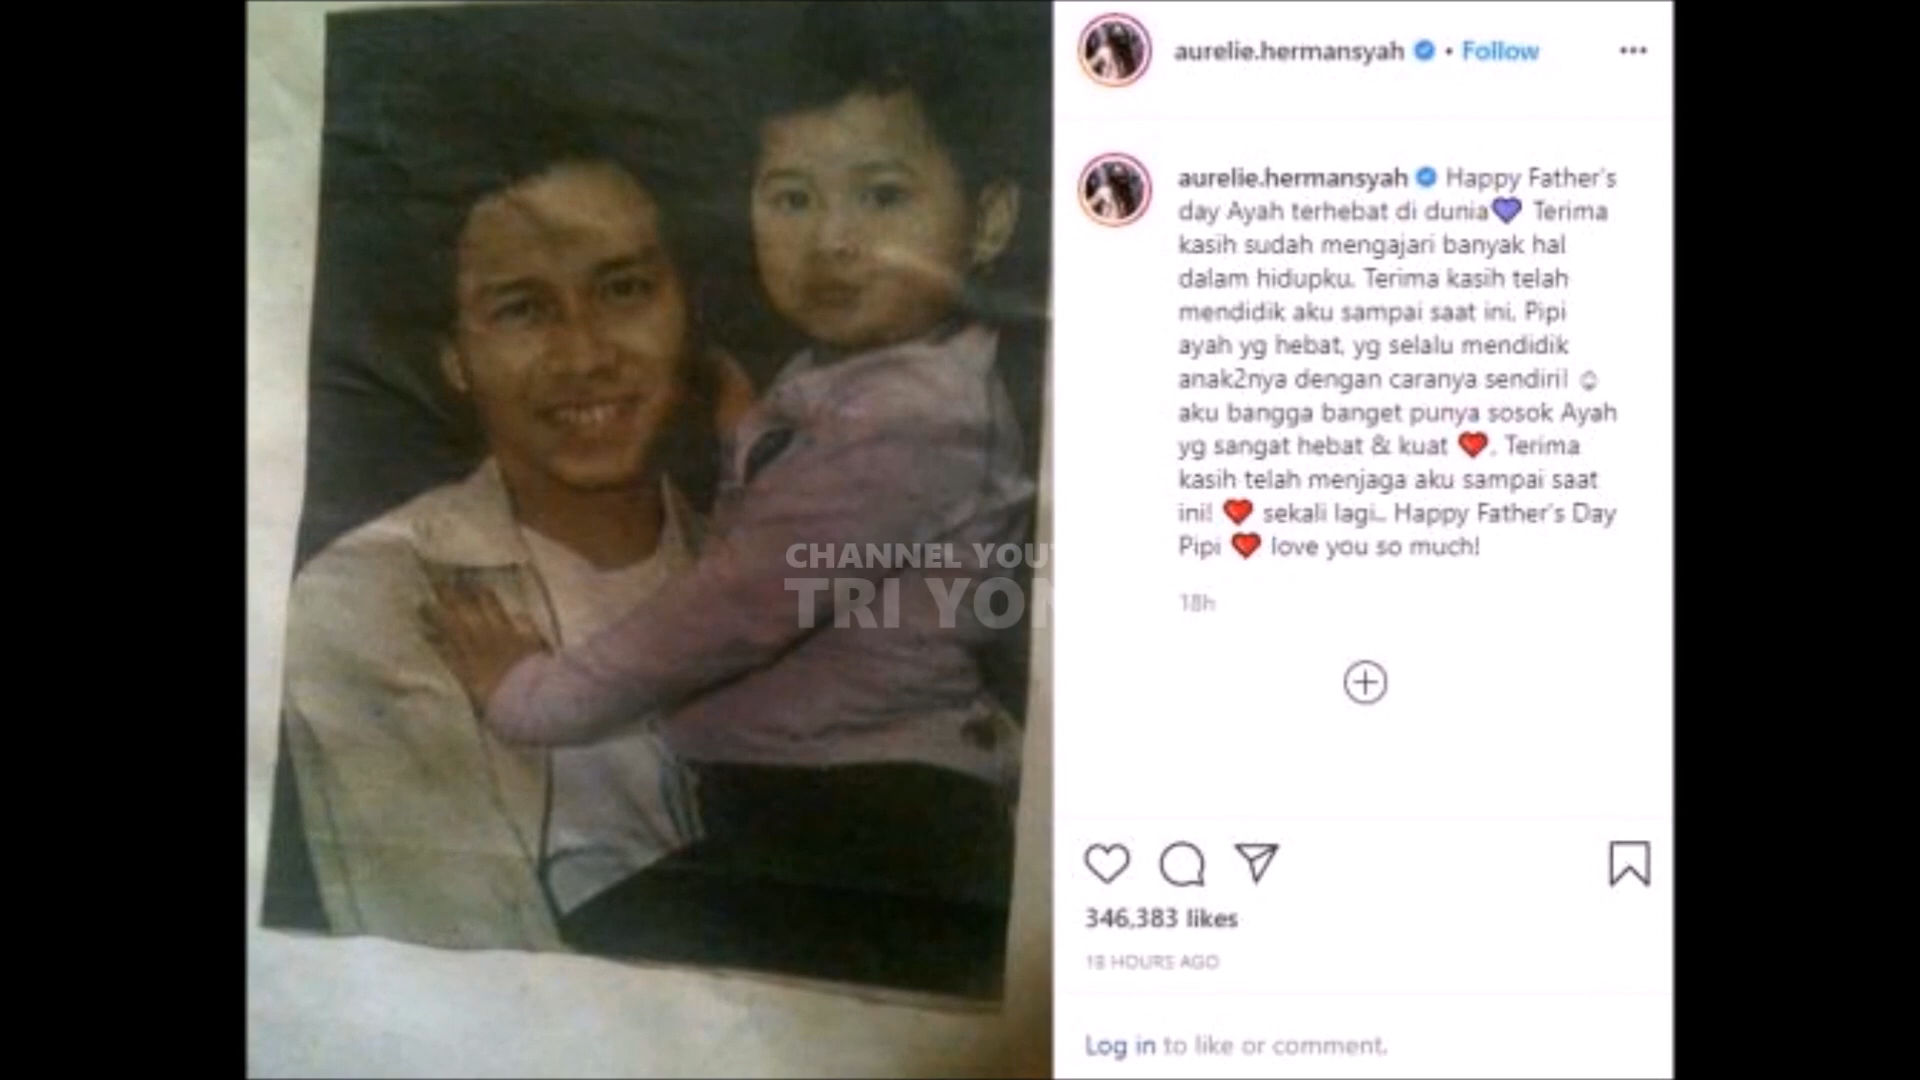 aurelie.hermansyah • Follow
aurelie.hermansyah Happy Father's
day Ayah terhebat di dunia💜 Terima
kasih sudah mengajari banyak hal
dalam hidupku. Terima kasih telah
mendidik aku sampai saat ini. Pipi
ayah yg hebat, yg selalu mendidik
anak2nya dengan caranya sendiri! ☺
aku bangga banget punya sosok Ayah
yg sangat hebat & kuat ❤️. Terima
kasih telah menjaga aku sampai saat
ini! ❤️ sekali lagi.. Happy Father's Day
Pipi ❤️ love you so much!
18h
346,383 likes
18 HOURS AGO
Log in to like or comment.
CHANNEL YOU
TRI YO